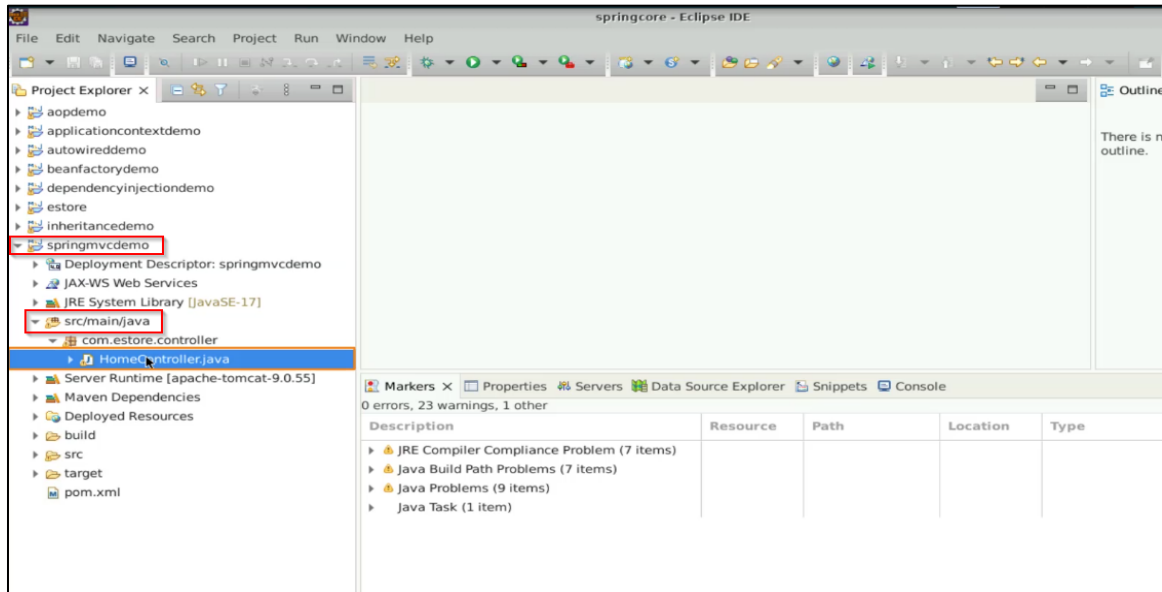 springcore - Eclipse IDE
File Edit Navigate Search Project Run Window Help
Project Explorer
Outline
aopdemo
applicationcontextdemo
autowireddemo
beanfactorydemo
dependencyinjectiondemo
estore
inheritancedemo
springmvcdemo
Deployment Descriptor: springmvcdemo
JAX-WS Web Services
JRE System Library [JavaSE-17]
src/main/java
com.estore.controller
HomeController.java
Server Runtime [apache-tomcat-9.0.55]
Maven Dependencies
Deployed Resources
build
src
target
pom.xml
There is n
outline.
Markers Properties Servers Data Source Explorer Snippets Console
0 errors, 23 warnings, 1 other
Description Resource Path Location Type
JRE Compiler Compliance Problem (7 items)
Java Build Path Problems (7 items)
Java Problems (9 items)
Java Task (1 item)